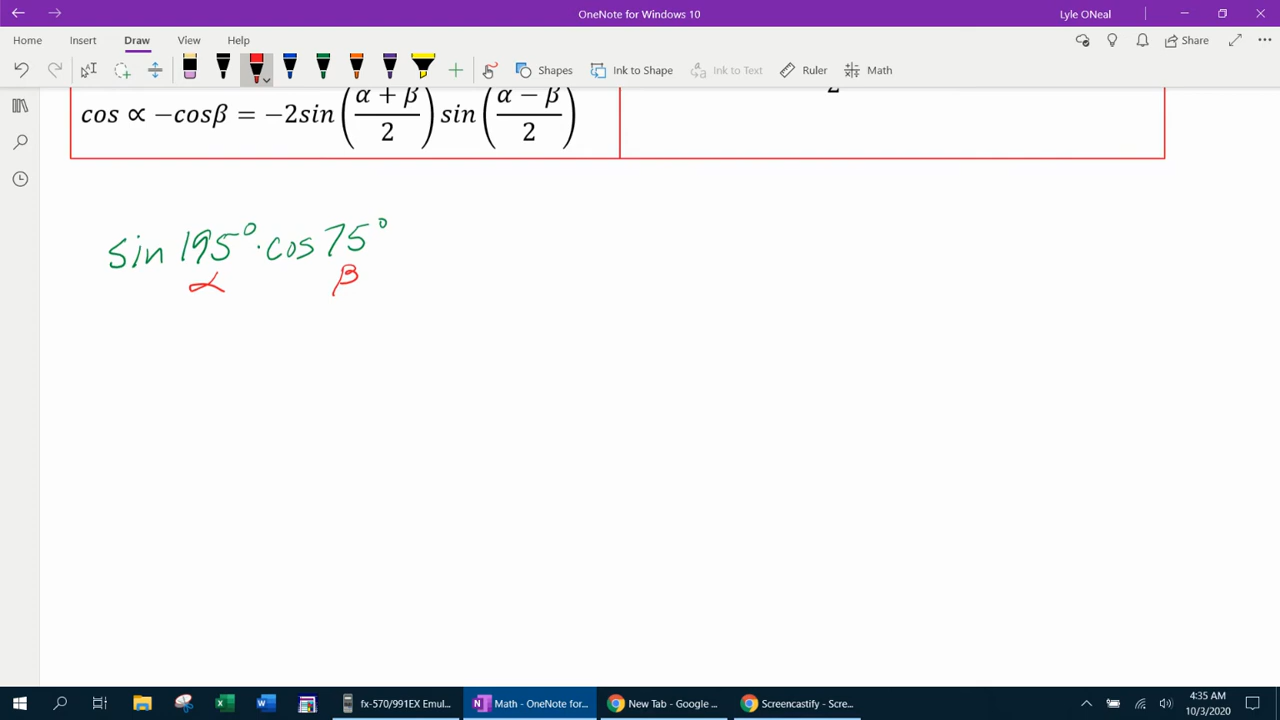 OneNote for Windows 10
Lyle ONeal
Home Insert Draw View Help
Share
Shapes Ink to Shape Ink to Text Ruler Math
cos ∝ −cosβ = −2sin((α + β)/2) sin((α − β)/2)
2
sin 195° · cos 75°
α β
fx-570/991EX Emul... Math - OneNote for... New Tab - Google ... Screencastify - Scre...
4:35 AM
10/3/2020